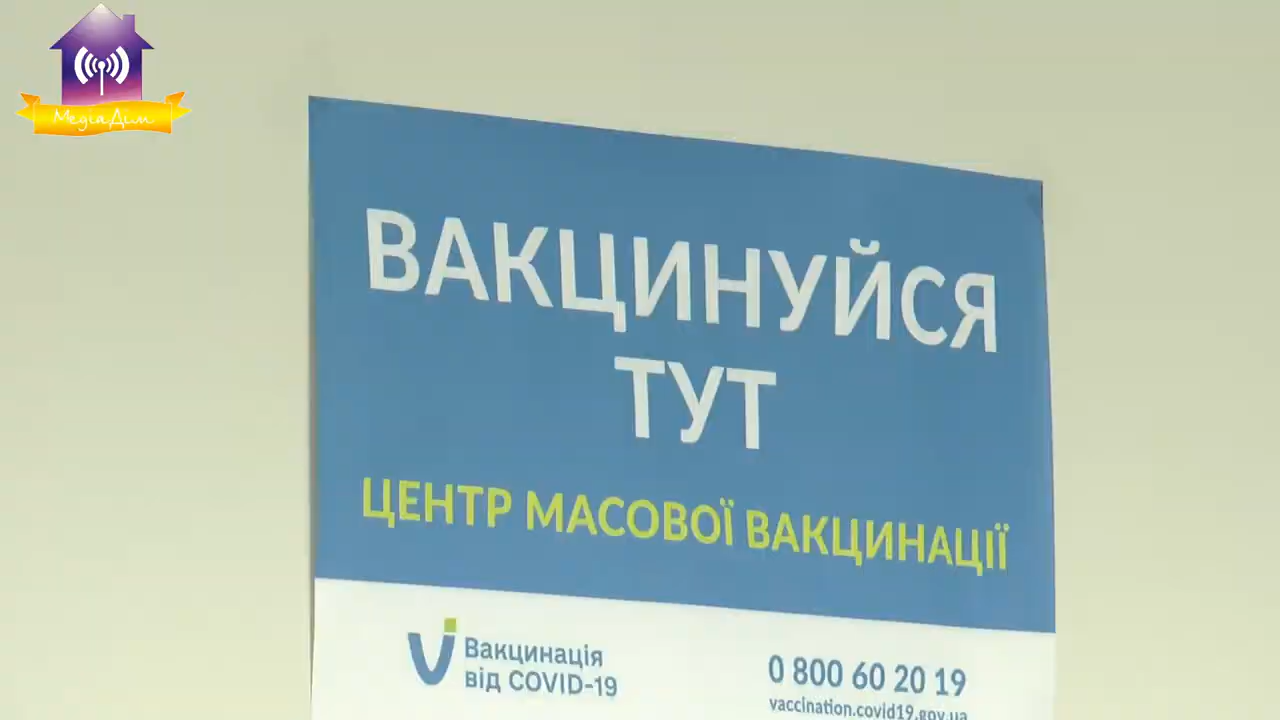 МедіаДім
ВАКЦИНУЙСЯ
ТУТ
ЦЕНТР МАСОВОЇ ВАКЦИНАЦІЇ
Вакцинація
від COVID-19
0 800 60 20 19
vaccination.covid19.gov.ua